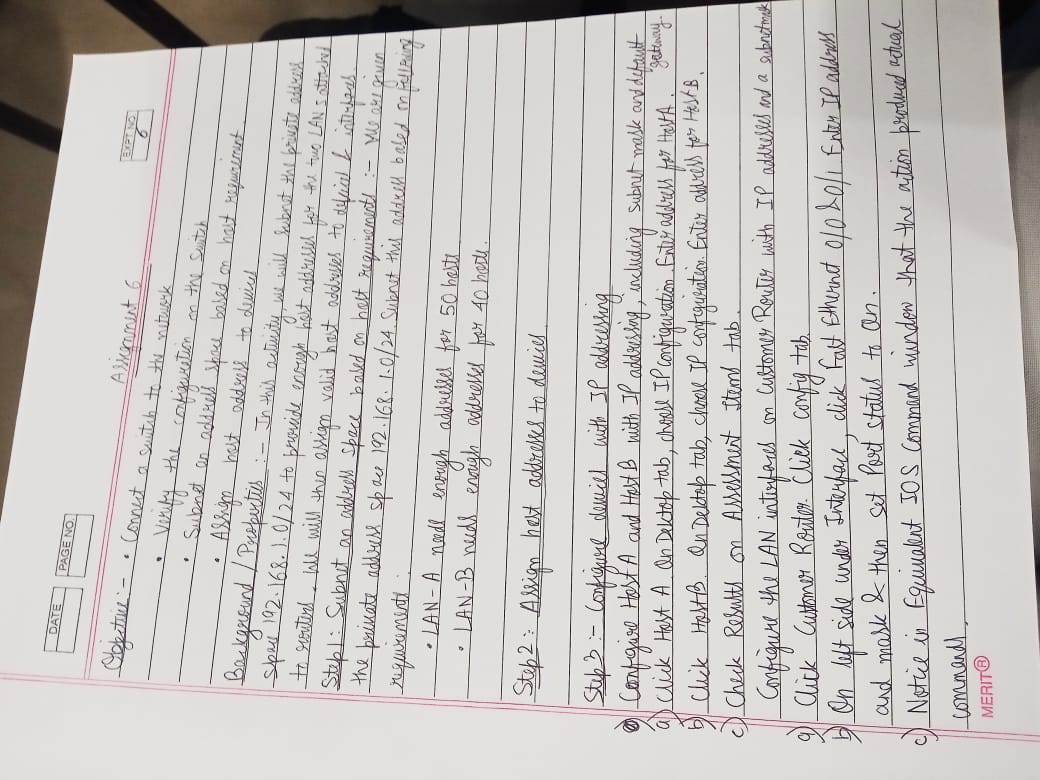 DATE
PAGE NO.
Assignment 6
EXPT. NO.
6
Objective :- • Connect a switch to the network
• Verify the configuration on the switch
• Subnet an address space based on host requirement
• Assign host address to devices
Background / Properties :- In this activity, we will subnet the private address
space 192.168.1.0/24 to provide enough host addresses for the two LANs attached
to routers. We will then assign valid host addresses to & interfaces.
Step1: Subnet an address space based on host requirements :- We are given
the private address space 192.168.1.0/24. Subnet this address based on following
requirements :
• LAN-A needs enough addresses for 50 hosts
• LAN-B needs enough addresses for 40 hosts.
Step2: Assign host addresses to devices
Step3 :- Configure devices with IP addressing
Configure Host A and Host B with IP addressing, including subnet mask and default
gateway.
a) Click Host A. On Desktop tab, choose IP configuration. Enter address for Host A.
b) Click Host B. On Desktop tab, choose IP configuration. Enter address for Host B.
c) Check Results on Assessment Items tab.
Configure the LAN interfaces on Customer Router with IP addresses and a subnetmask
a) Click Customer Router. Click config tab.
b) On left side under Interface, click Fast Ethernet 0/0 & 0/1. Enter IP address
and mask & then set Port status to On.
c) Notice in Equivalent IOS Command window that the action produced actual
commands.
MERIT®